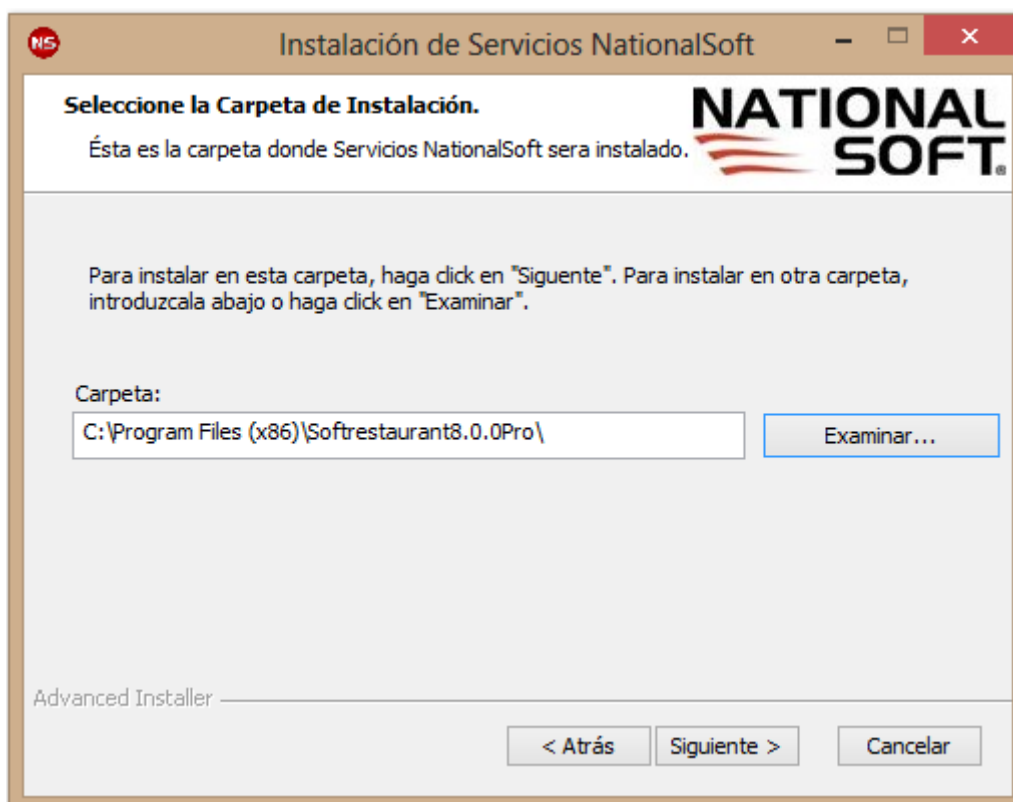 NS
Instalación de Servicios NationalSoft
Seleccione la Carpeta de Instalación.
Ésta es la carpeta donde Servicios NationalSoft sera instalado.
NATIONAL
SOFT®
Para instalar en esta carpeta, haga click en "Siguente". Para instalar en otra carpeta,
introduzcala abajo o haga click en "Examinar".
Carpeta:
C:\Program Files (x86)\Softrestaurant8.0.0Pro\
Examinar...
Advanced Installer
< Atrás
Siguiente >
Cancelar